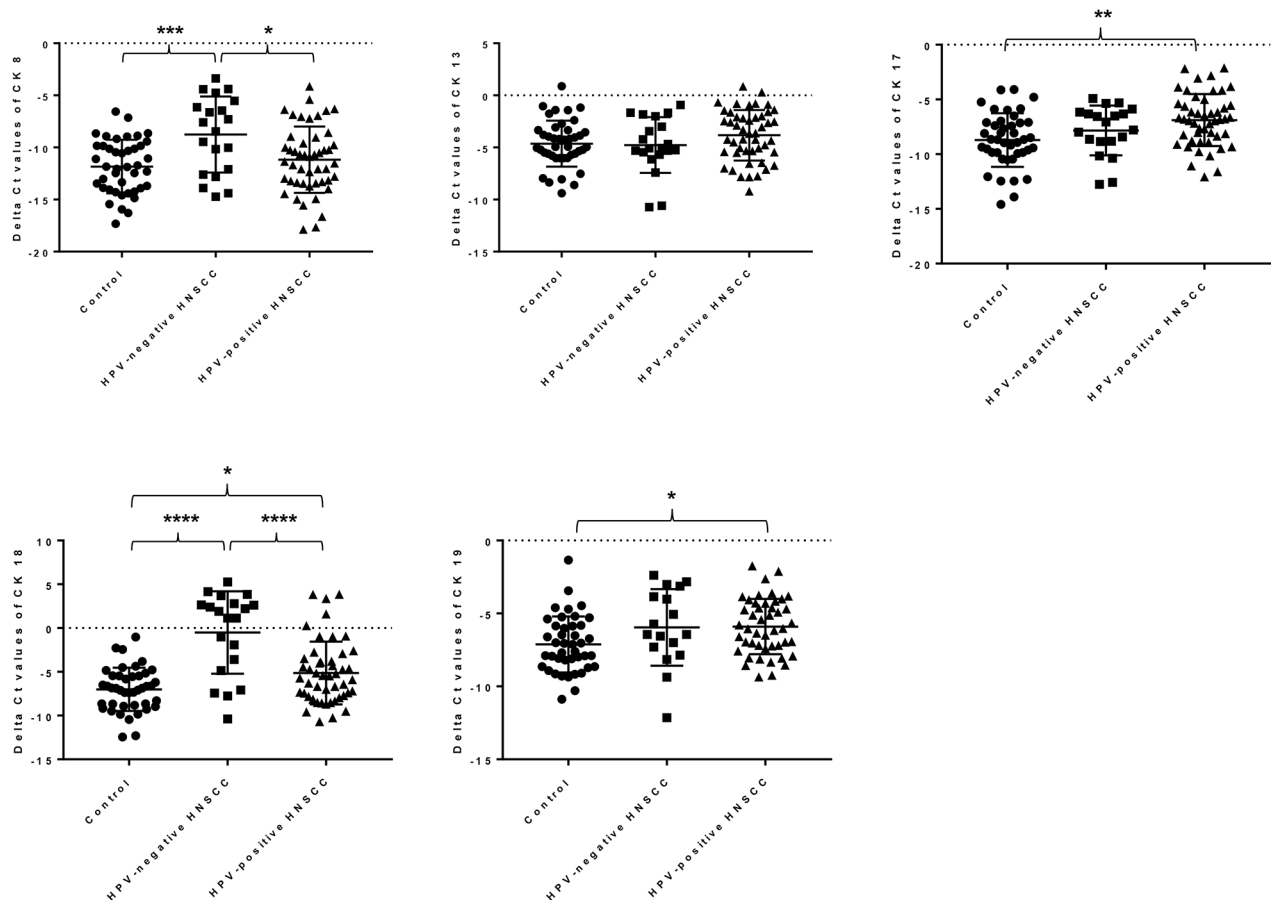 ***
*
0
-5
-10
-15
-20
Delta Ct values of CK 8
Control
HPV-negative HNSCC
HPV-positive HNSCC
5
0
-5
-10
-15
Delta Ct values of CK 13
Control
HPV-negative HNSCC
HPV-positive HNSCC
**
0
-5
-10
-15
-20
Delta Ct values of CK 17
Control
HPV-negative HNSCC
HPV-positive HNSCC
*
****
****
10
5
0
-5
-10
-15
Delta Ct values of CK 18
Control
HPV-negative HNSCC
HPV-positive HNSCC
*
0
-5
-10
-15
Delta Ct values of CK 19
Control
HPV-negative HNSCC
HPV-positive HNSCC